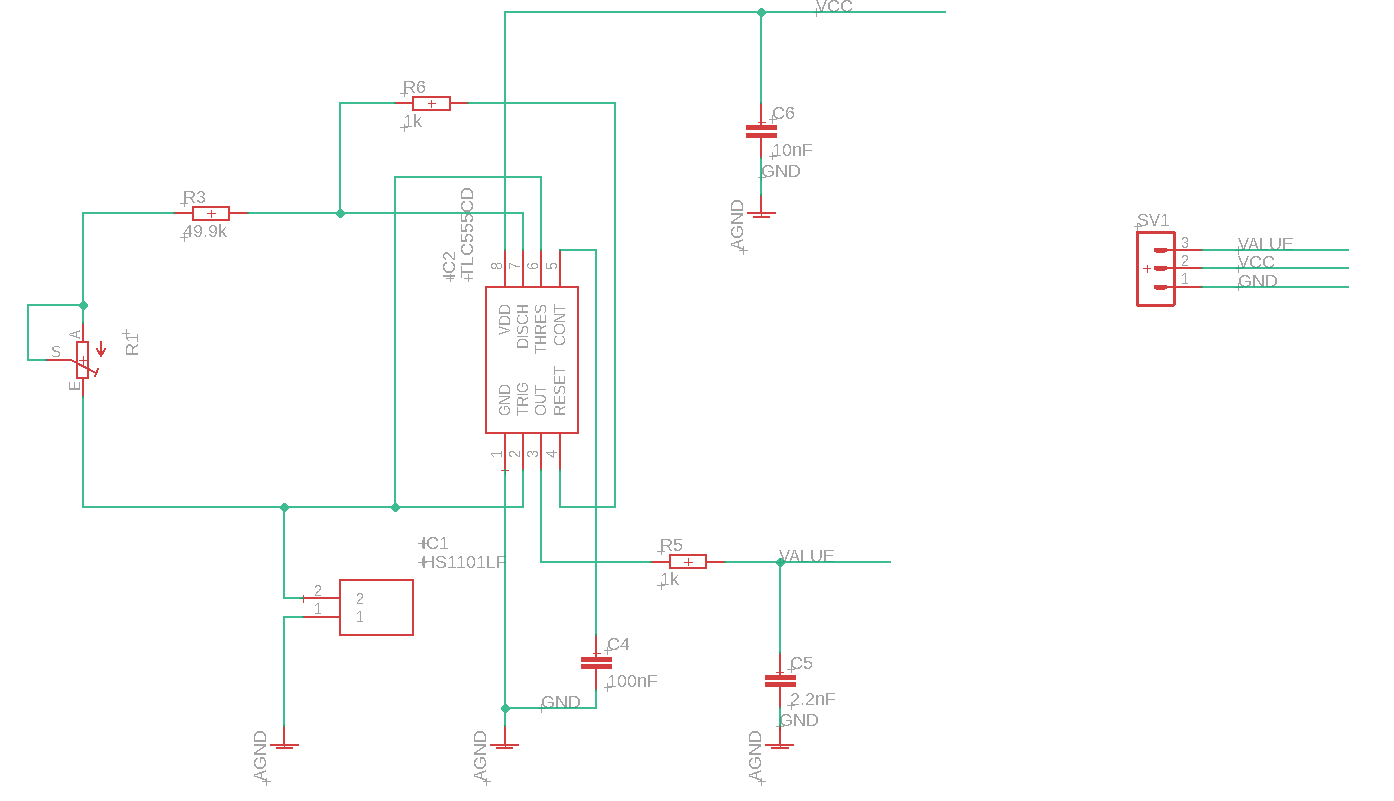 VCC
R6
1k
C6
10nF
GND
AGND
R3
49.9k
IC2
TLC555CD
8
7
6
5
VDD
DISCH
THRES
CONT
GND
TRIG
OUT
RESET
1
2
3
4
SV1
3
VALUE
2
VCC
1
GND
A
S
E
R1
C1
HS1101LF
2
2
1
1
R5
1k
VALUE
C4
100nF
GND
C5
2.2nF
GND
AGND
AGND
AGND